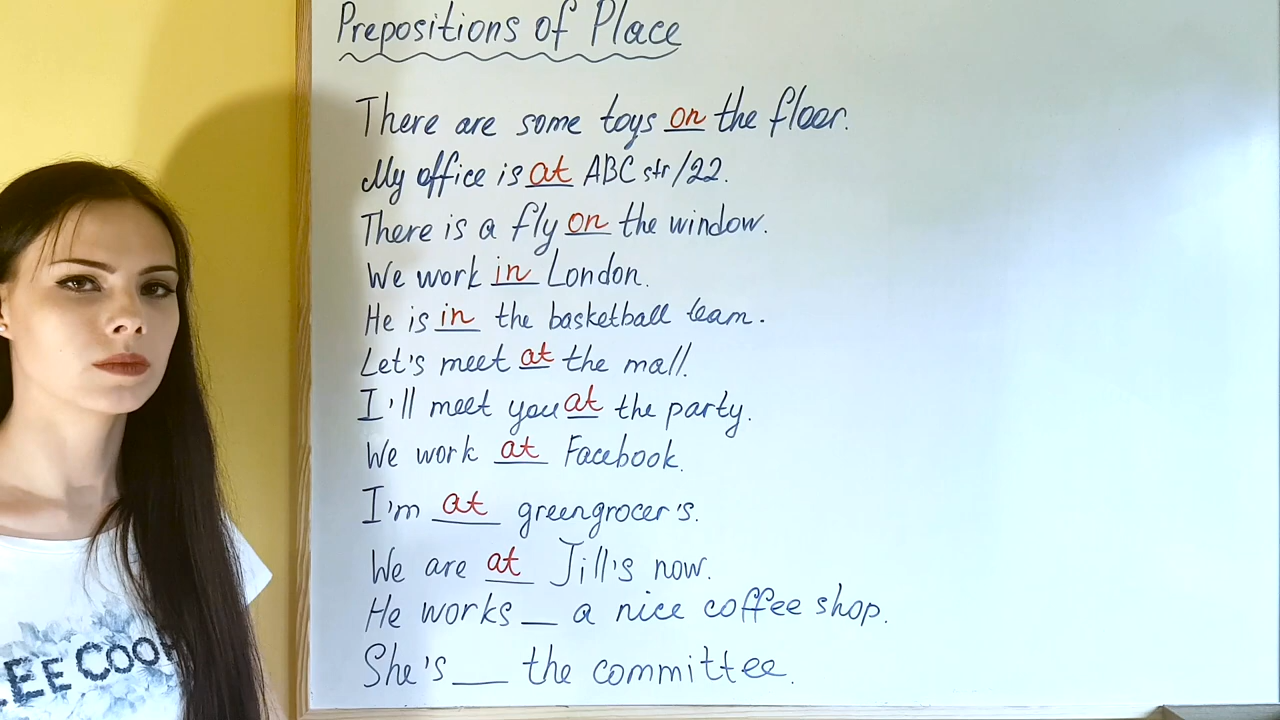 Prepositions of Place
There are some toys on the floor.
My office is at ABC str/22.
There is a fly on the window.
We work in London.
He is in the basketball team.
Let's meet at the mall.
I'll meet you at the party.
We work at Facebook.
I'm at greengrocer's.
We are at Jill's now.
He works __ a nice coffee shop.
She's __ the committee.